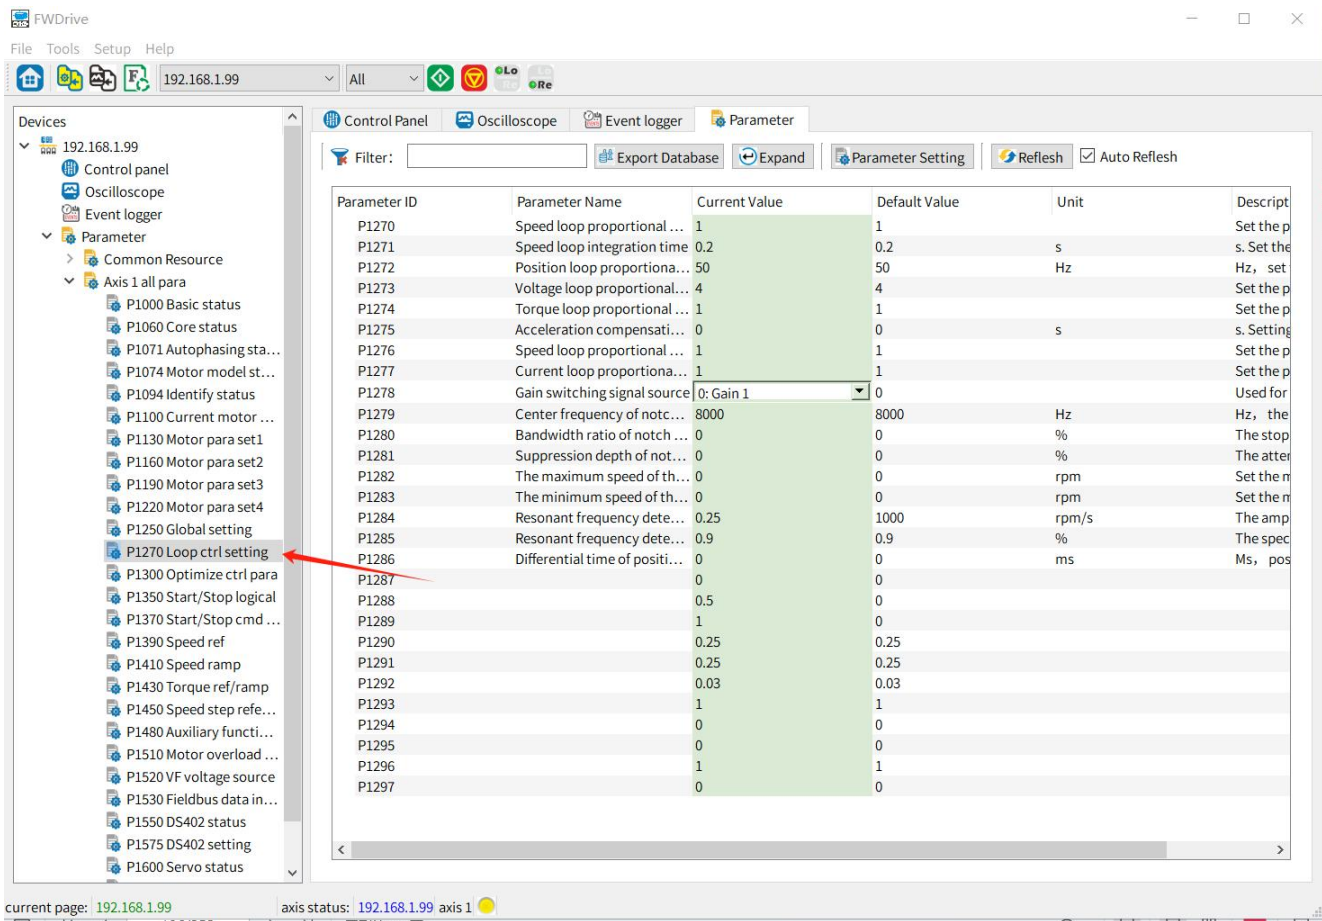 FWDrive
File Tools Setup Help
192.168.1.99 All Lo Re
Devices
192.168.1.99
Control panel
Oscilloscope
Event logger
Parameter
Common Resource
Axis 1 all para
P1000 Basic status
P1060 Core status
P1071 Autophasing sta...
P1074 Motor model st...
P1094 Identify status
P1100 Current motor ...
P1130 Motor para set1
P1160 Motor para set2
P1190 Motor para set3
P1220 Motor para set4
P1250 Global setting
P1270 Loop ctrl setting
P1300 Optimize ctrl para
P1350 Start/Stop logical
P1370 Start/Stop cmd ...
P1390 Speed ref
P1410 Speed ramp
P1430 Torque ref/ramp
P1450 Speed step refe...
P1480 Auxiliary functi...
P1510 Motor overload ...
P1520 VF voltage source
P1530 Fieldbus data in...
P1550 DS402 status
P1575 DS402 setting
P1600 Servo status
Control Panel Oscilloscope Event logger Parameter
Filter: Export Database Expand Parameter Setting Reflesh Auto Reflesh
Parameter ID Parameter Name Current Value Default Value Unit Descript
P1270 Speed loop proportional ... 1 1 Set the p
P1271 Speed loop integration time 0.2 0.2 s s. Set the
P1272 Position loop proportiona... 50 50 Hz Hz, set
P1273 Voltage loop proportional... 4 4 Set the p
P1274 Torque loop proportional ... 1 1 Set the p
P1275 Acceleration compensati... 0 0 s s. Setting
P1276 Speed loop proportional ... 1 1 Set the p
P1277 Current loop proportiona... 1 1 Set the p
P1278 Gain switching signal source 0: Gain 1 0 Used for
P1279 Center frequency of notc... 8000 8000 Hz Hz, the
P1280 Bandwidth ratio of notch ... 0 0 % The stop
P1281 Suppression depth of not... 0 0 % The atter
P1282 The maximum speed of th... 0 0 rpm Set the m
P1283 The minimum speed of th... 0 0 rpm Set the m
P1284 Resonant frequency dete... 0.25 1000 rpm/s The amp
P1285 Resonant frequency dete... 0.9 0.9 % The spec
P1286 Differential time of positi... 0 0 ms Ms, pos
P1287 0 0
P1288 0.5 0
P1289 1 0
P1290 0.25 0.25
P1291 0.25 0.25
P1292 0.03 0.03
P1293 1 1
P1294 0 0
P1295 0 0
P1296 1 1
P1297 0 0
current page: 192.168.1.99 axis status: 192.168.1.99 axis 1